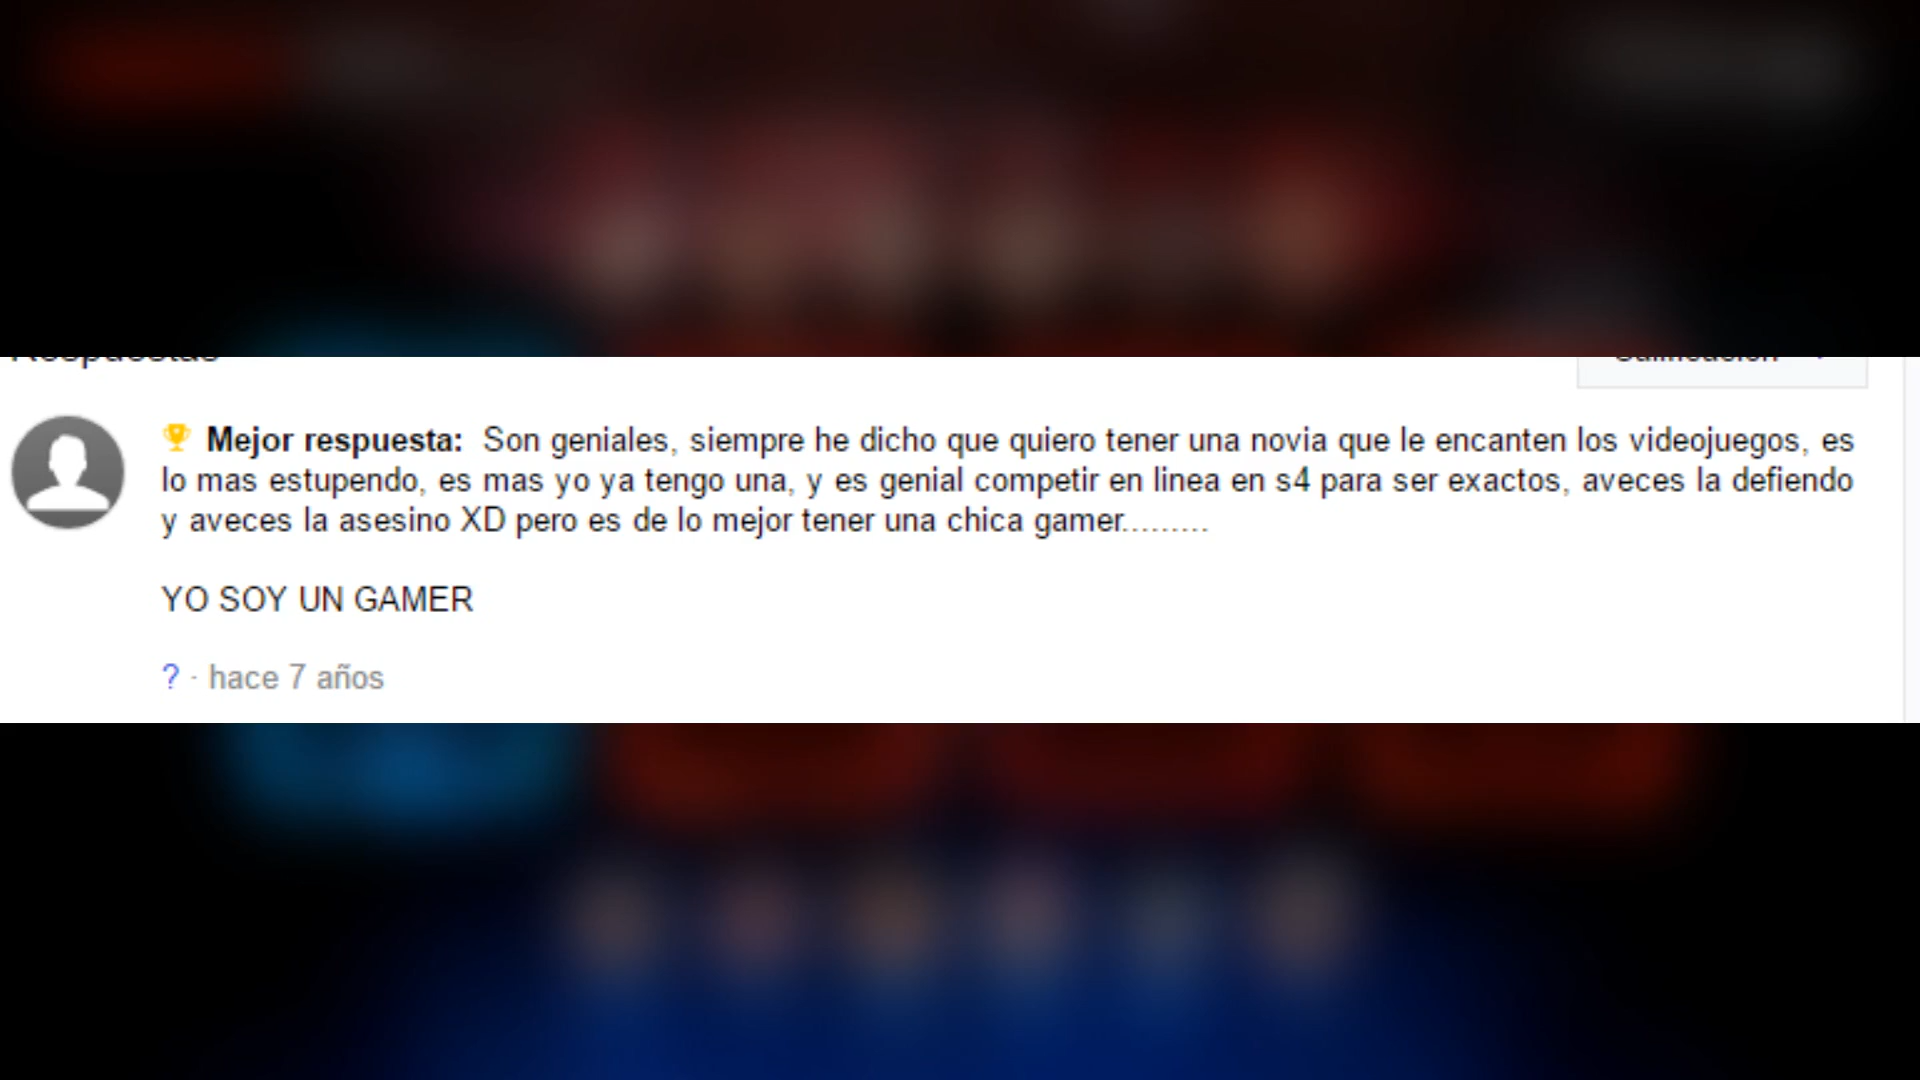 Respuestas
Calificación
Mejor respuesta: Son geniales, siempre he dicho que quiero tener una novia que le encanten los videojuegos, es
lo mas estupendo, es mas yo ya tengo una, y es genial competir en linea en s4 para ser exactos, aveces la defiendo
y aveces la asesino XD pero es de lo mejor tener una chica gamer.........
YO SOY UN GAMER
? · hace 7 años